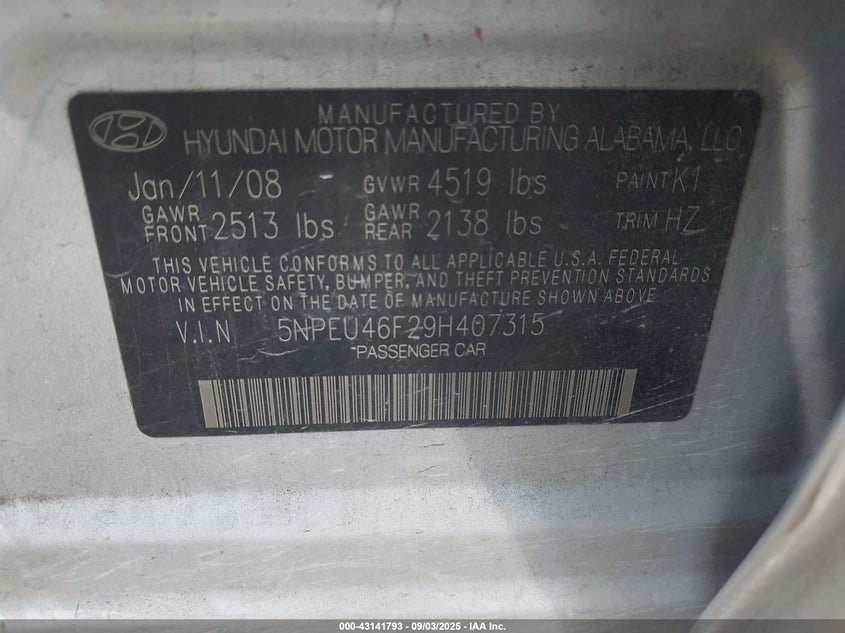 MANUFACTURED BY
HYUNDAI MOTOR MANUFACTURING ALABAMA, LLC
Jan/11/08 GVWR 4519 lbs PAINT K1
GAWR FRONT 2513 lbs GAWR REAR 2138 lbs TRIM HZ
THIS VEHICLE CONFORMS TO ALL APPLICABLE U.S.A. FEDERAL
MOTOR VEHICLE SAFETY, BUMPER, AND THEFT PREVENTION STANDARDS
IN EFFECT ON THE DATE OF MANUFACTURE SHOWN ABOVE
V.I.N 5NPEU46F29H407315
PASSENGER CAR
000-43141793 - 09/03/2025 - IAA Inc.